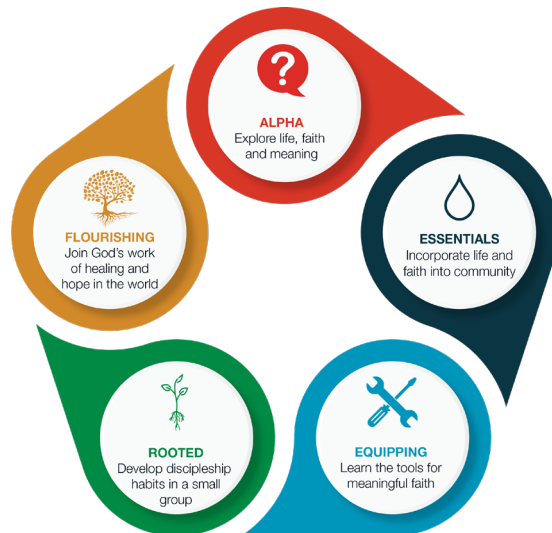 ?
ALPHA
Explore life, faith
and meaning
ESSENTIALS
Incorporate life and
faith into community
EQUIPPING
Learn the tools for
meaningful faith
ROOTED
Develop discipleship
habits in a small
group
FLOURISHING
Join God's work
of healing and
hope in the world